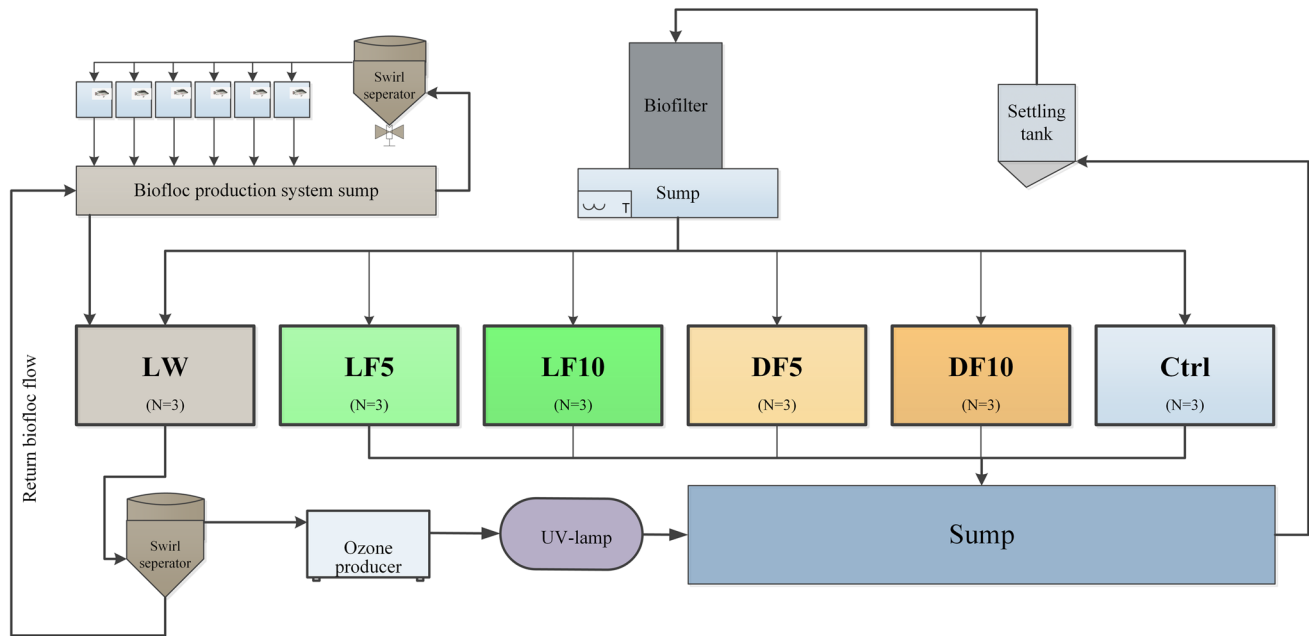 Swirl
seperator
Biofilter
Settling
tank
Biofloc production system sump
Sump
T
LW
(N=3)
LF5
(N=3)
LF10
(N=3)
DF5
(N=3)
DF10
(N=3)
Ctrl
(N=3)
Return biofloc flow
Swirl
seperator
Ozone
producer
UV-lamp
Sump